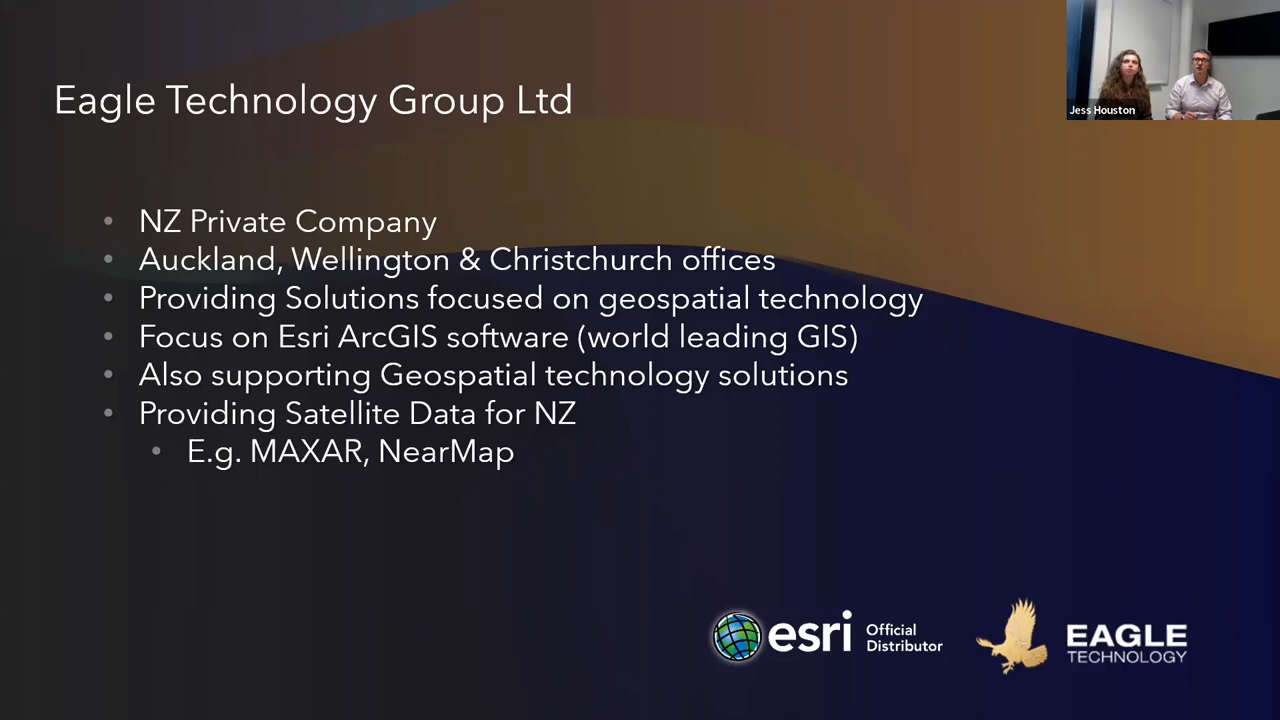 Jess Houston
Eagle Technology Group Ltd
• NZ Private Company
• Auckland, Wellington & Christchurch offices
• Providing Solutions focused on geospatial technology
• Focus on Esri ArcGIS software (world leading GIS)
• Also supporting Geospatial technology solutions
• Providing Satellite Data for NZ
• E.g. MAXAR, NearMap
esri Official
Distributor
EAGLE
TECHNOLOGY